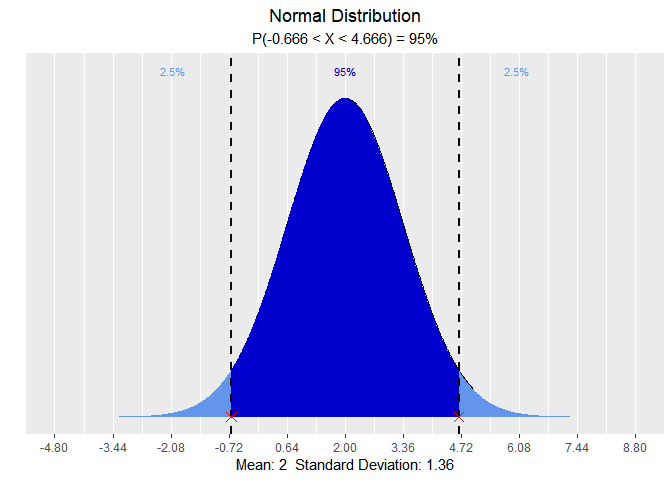 Normal Distribution
P(-0.666 < X < 4.666) = 95%
2.5% 95% 2.5%
-4.80 -3.44 -2.08 -0.72 0.64 2.00 3.36 4.72 6.08 7.44 8.80
Mean: 2 Standard Deviation: 1.36